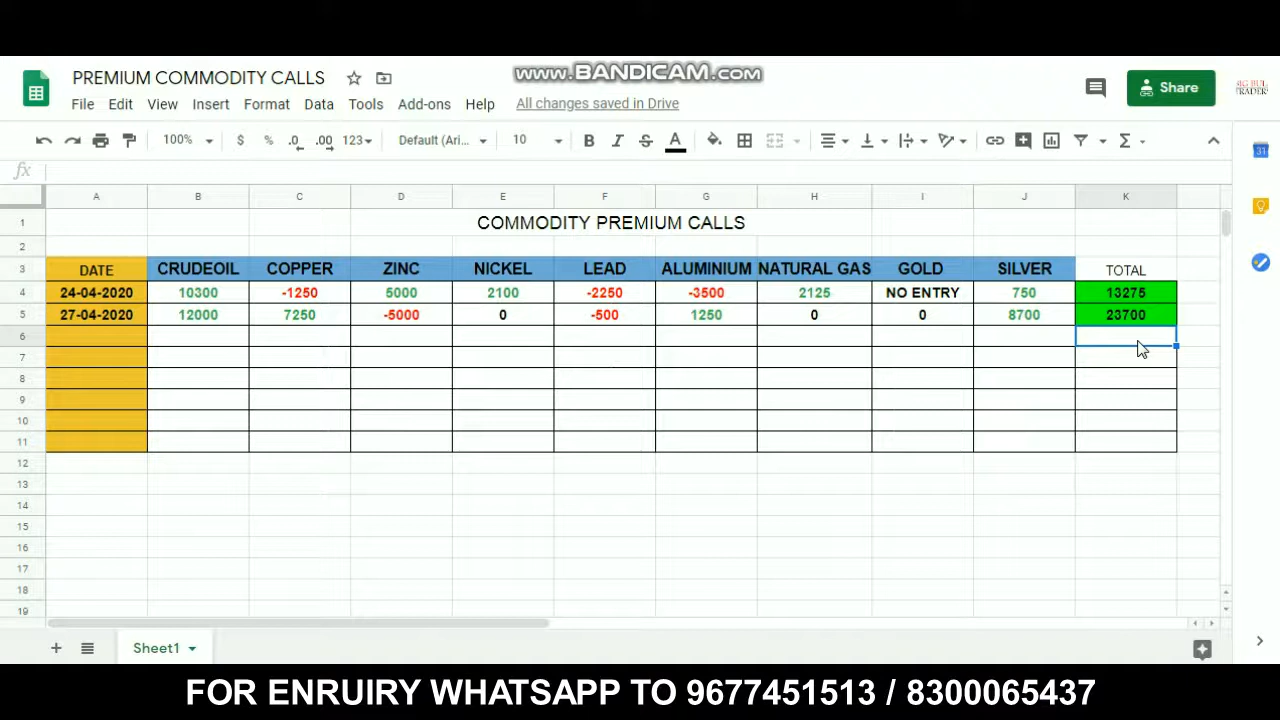 PREMIUM COMMODITY CALLS
www.BANDICAM.com
File Edit View Insert Format Data Tools Add-ons Help All changes saved in Drive
Share
100% $ % .0 .00 123 Default (Ari... 10 B I S A Σ
fx
31
A B C D E F G H I J K
1 COMMODITY PREMIUM CALLS
2
3 DATE CRUDEOIL COPPER ZINC NICKEL LEAD ALUMINIUM NATURAL GAS GOLD SILVER TOTAL
4 24-04-2020 10300 -1250 5000 2100 -2250 -3500 2125 NO ENTRY 750 13275
5 27-04-2020 12000 7250 -5000 0 -500 1250 0 0 8700 23700
6
7
8
9
10
11
12
13
14
15
16
17
18
19
Sheet1
FOR ENRUIRY WHATSAPP TO 9677451513 / 8300065437